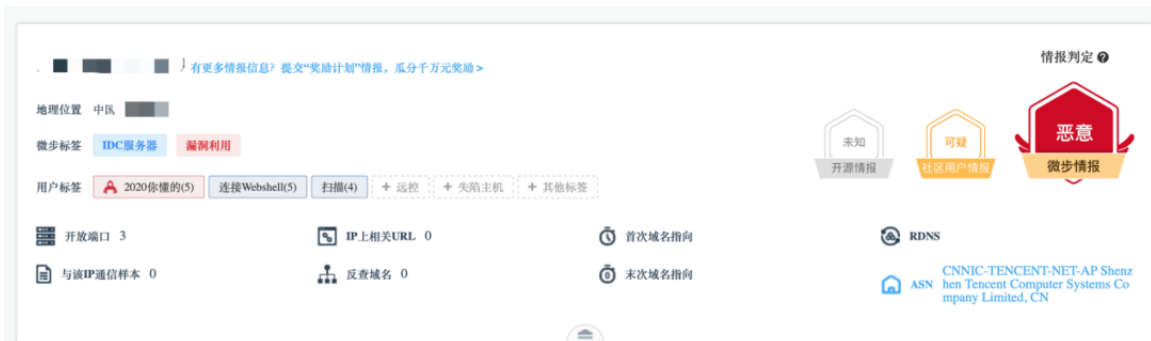 有更多情报信息？提交“奖励计划”情报，瓜分千万元奖励 >
情报判定
地理位置 中国
微步标签 IDC服务器 漏洞利用
未知
开源情报
可疑
社区用户情报
恶意
微步情报
用户标签 2020你懂的(5) 连接Webshell(5) 扫描(4) + 远控 + 失陷主机 + 其他标签
开放端口 3 IP上相关URL 0 首次域名指向 RDNS
与该IP通信样本 0 反查域名 0 末次域名指向 ASN CNNIC-TENCENT-NET-AP Shenz
hen Tencent Computer Systems Co
mpany Limited, CN